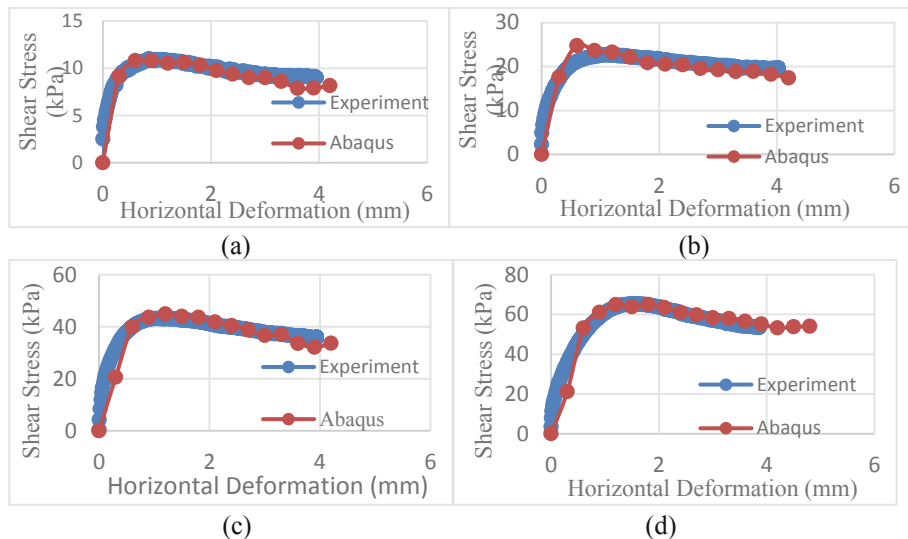 Shear Stress
(kPa)
15
10
5
0
0
2
4
6
Experiment
Abaqus
Horizontal Deformation (mm)
(a)
Shear Stress
(kPa)
30
20
10
0
0
2
4
6
Experiment
Abaqus
Horizontal Deformation (mm)
(b)
Shear Stress (kPa)
60
40
20
0
0
2
4
6
Experiment
Abaqus
Horizontal Deformation (mm)
(c)
Shear Stress (kPa)
80
60
40
20
0
0
2
4
6
Experiment
Abaqus
Horizontal Deformation (mm)
(d)